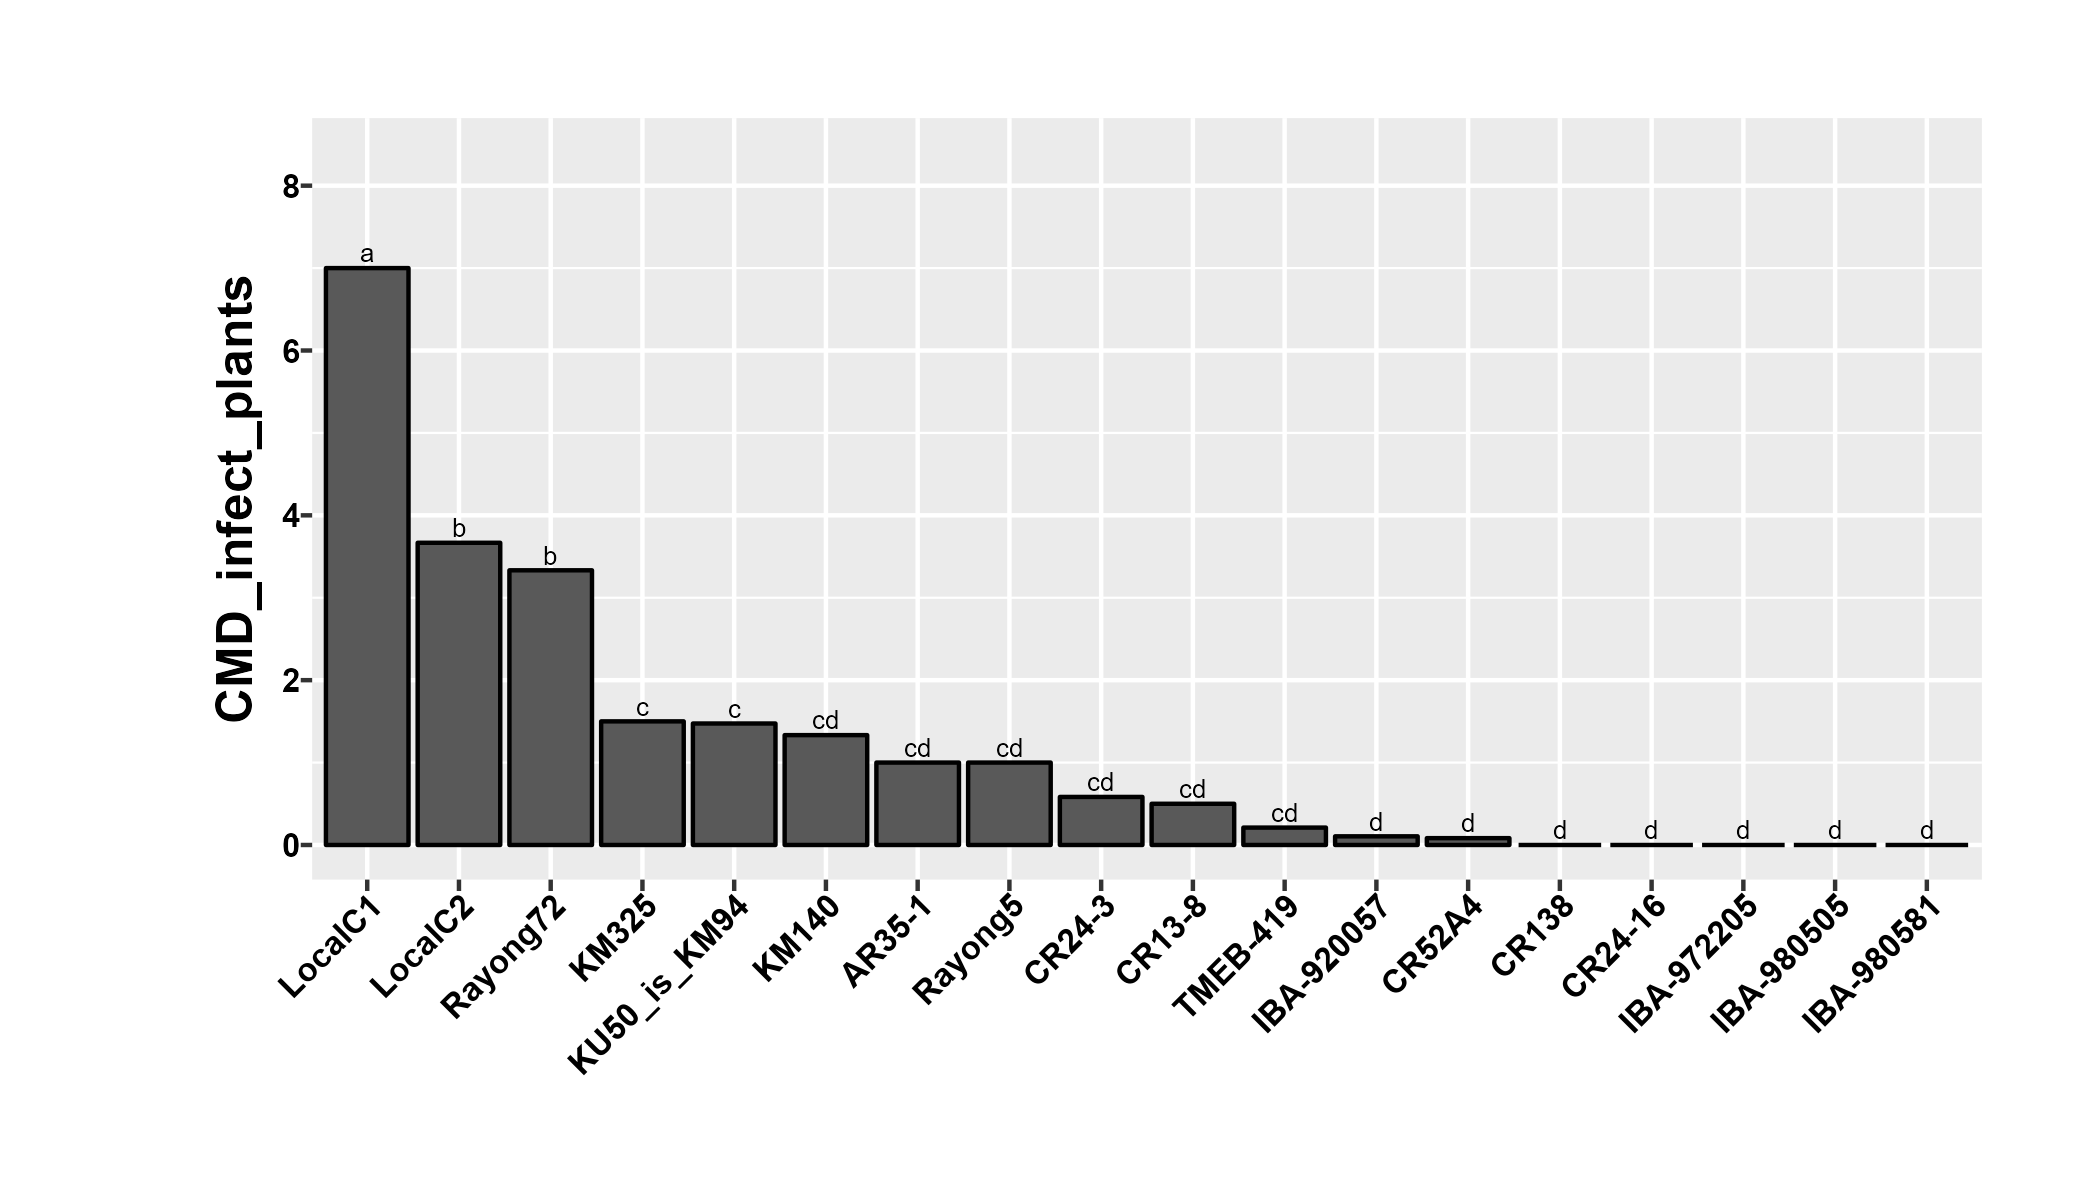 CMD_infect_plants
8
6
4
2
0
a
b
b
c
c
cd
cd
cd
cd
cd
cd
d
d
d
d
d
d
d
LocalC1
LocalC2
Rayong72
KM325
KU50_is_KM94
KM140
AR35-1
Rayong5
CR24-3
CR13-8
TMEB-419
IBA-920057
CR52A4
CR138
CR24-16
IBA-972205
IBA-980505
IBA-980581